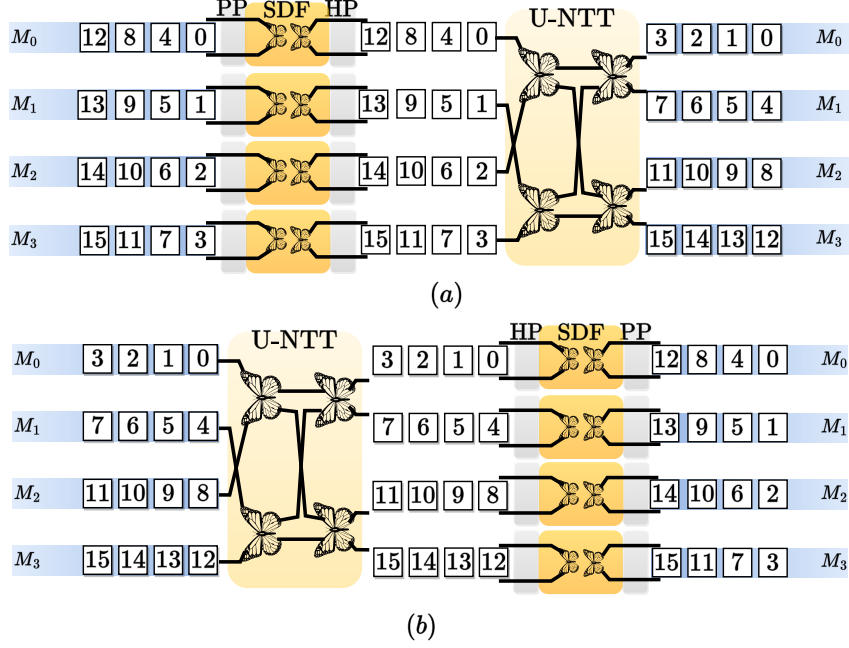 PP SDF HP
U-NTT
M₀ 12 8 4 0 12 8 4 0 3 2 1 0 M₀
M₁ 13 9 5 1 13 9 5 1 7 6 5 4 M₁
M₂ 14 10 6 2 14 10 6 2 11 10 9 8 M₂
M₃ 15 11 7 3 15 11 7 3 15 14 13 12 M₃
(a)
HP SDF PP
U-NTT
M₀ 3 2 1 0 3 2 1 0 12 8 4 0 M₀
M₁ 7 6 5 4 7 6 5 4 13 9 5 1 M₁
M₂ 11 10 9 8 11 10 9 8 14 10 6 2 M₂
M₃ 15 14 13 12 15 14 13 12 15 11 7 3 M₃
(b)